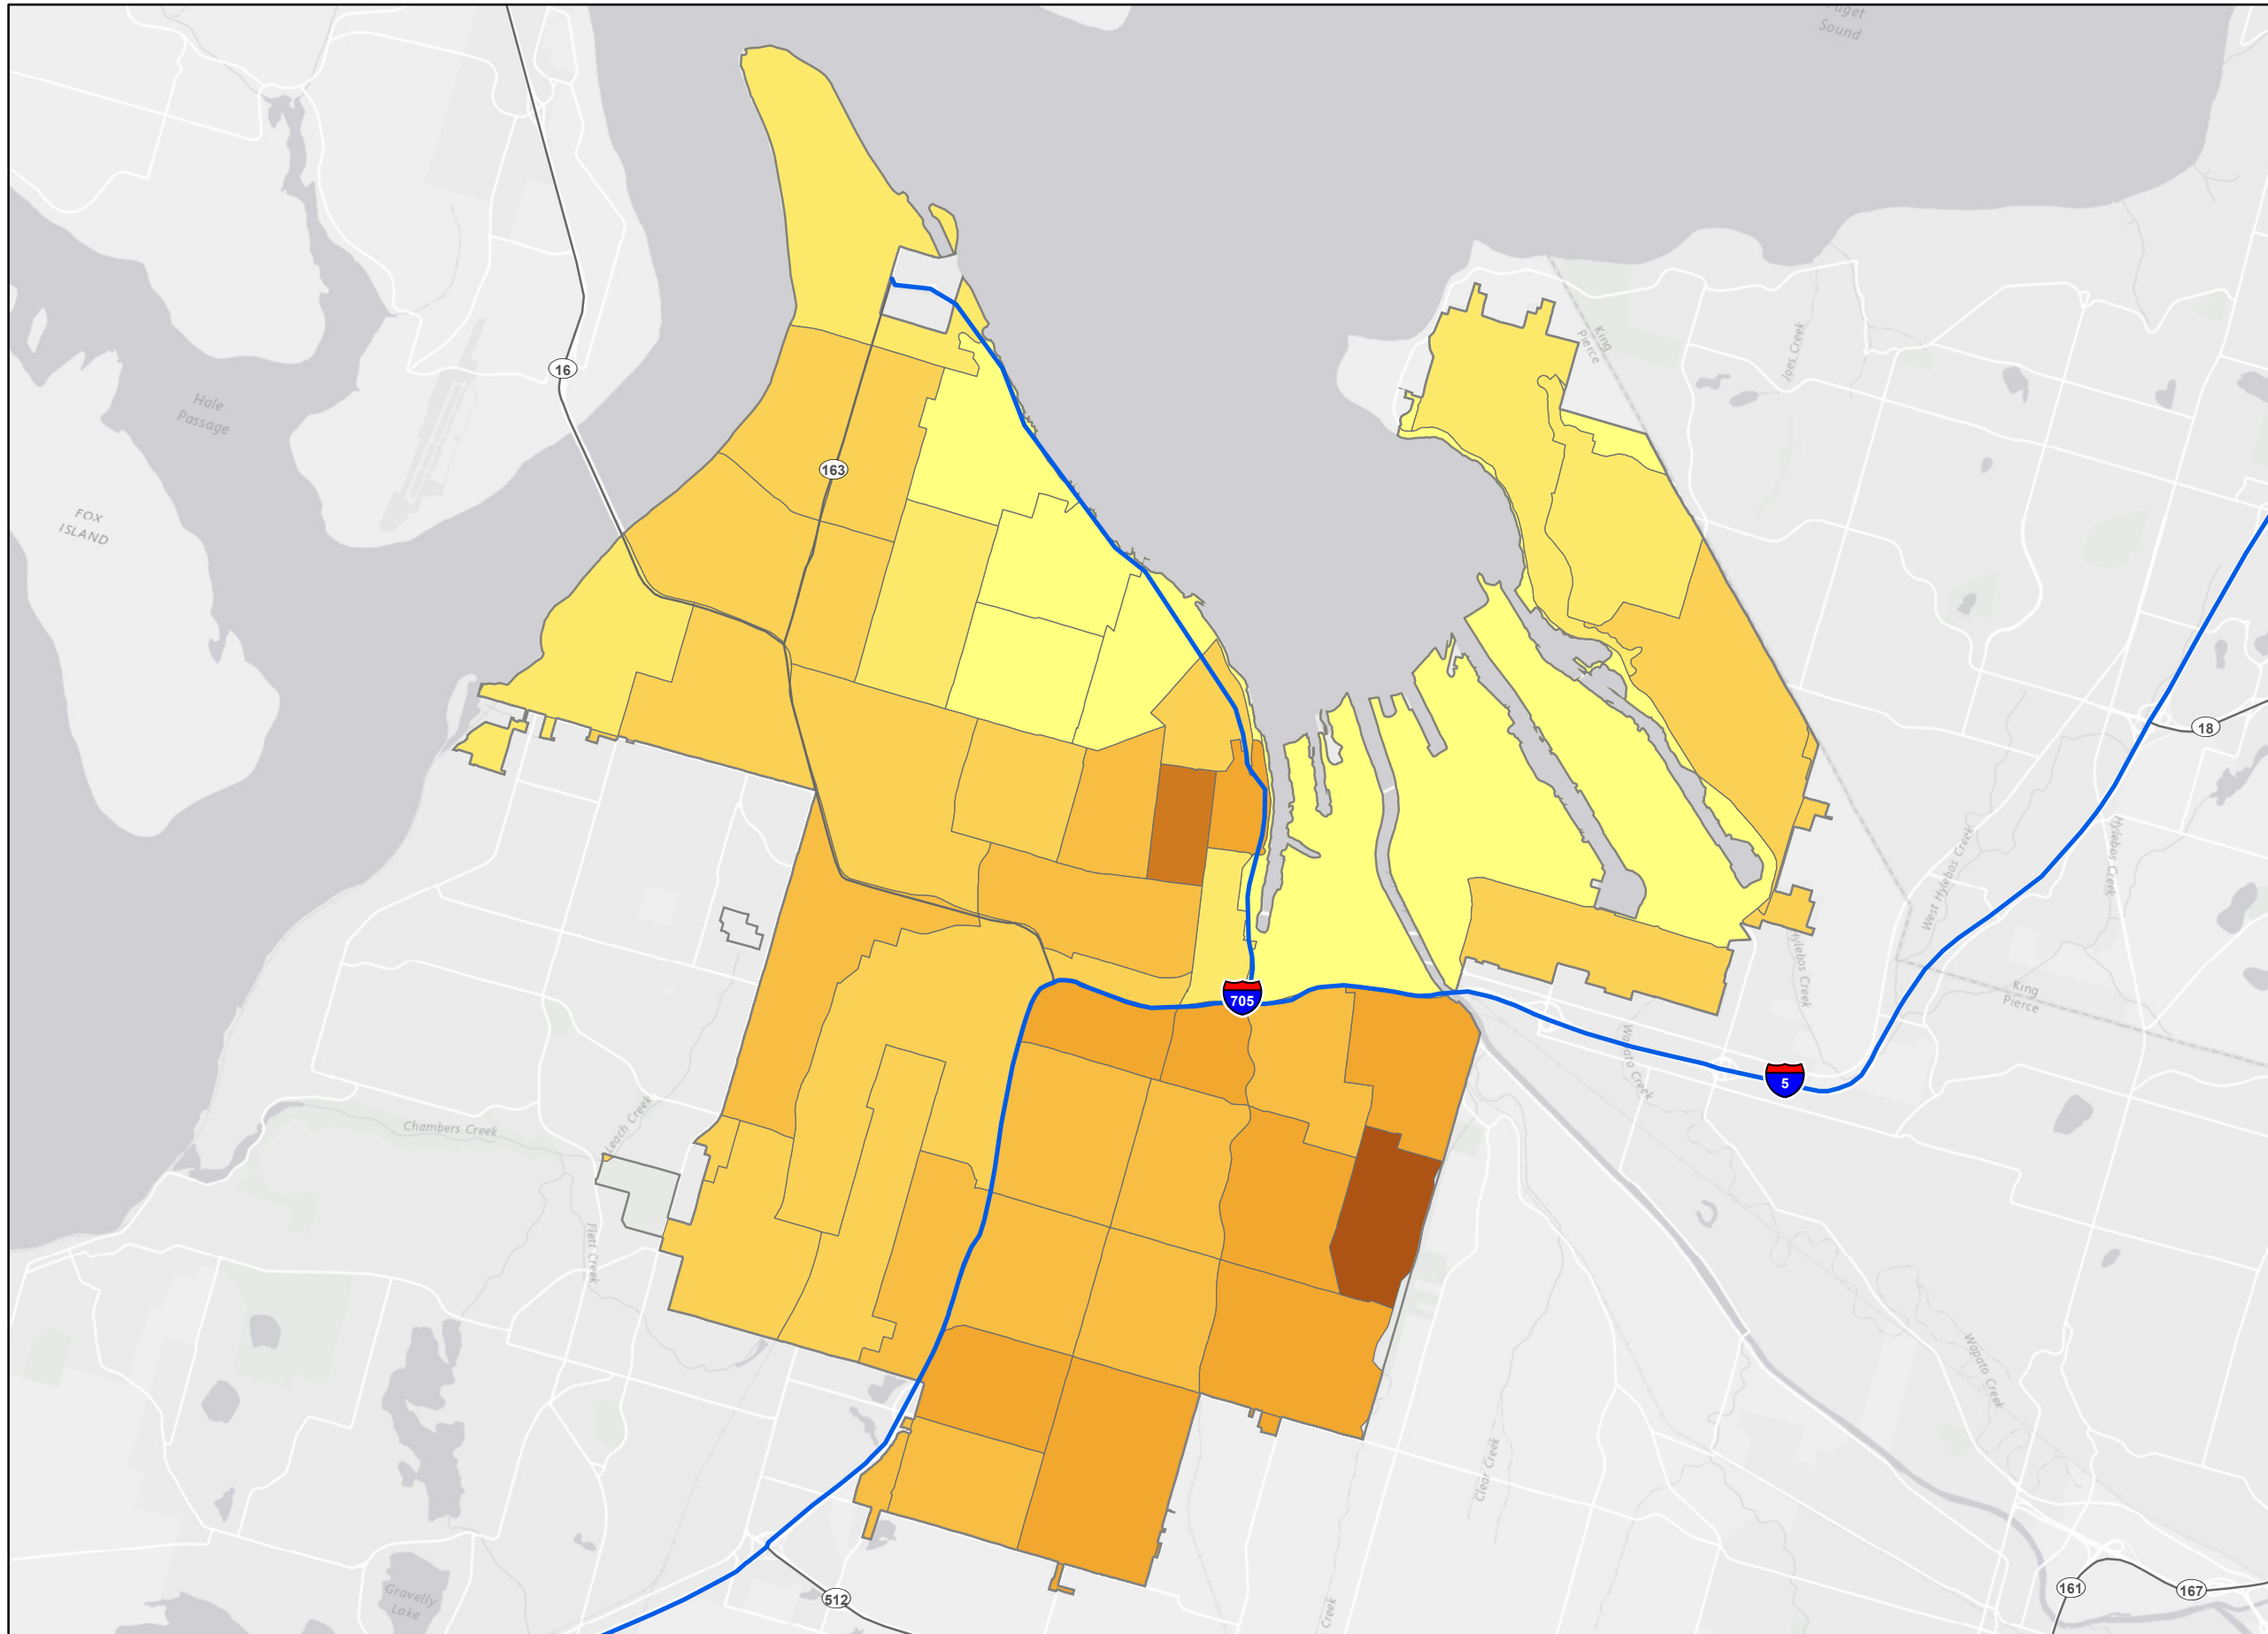 Puget
Sound
16
Hale
Passage
King
Pierce
Joes Creek
163
FOX
ISLAND
18
Hylebos Creek
West Hylebos Creek
Hylebos Creek
705
King
Pierce
Wapato Creek
5
Leach Creek
Chambers Creek
Flett Creek
Wapato Creek
Clear Creek
Gravelly
Lake
512
Creek
161
167